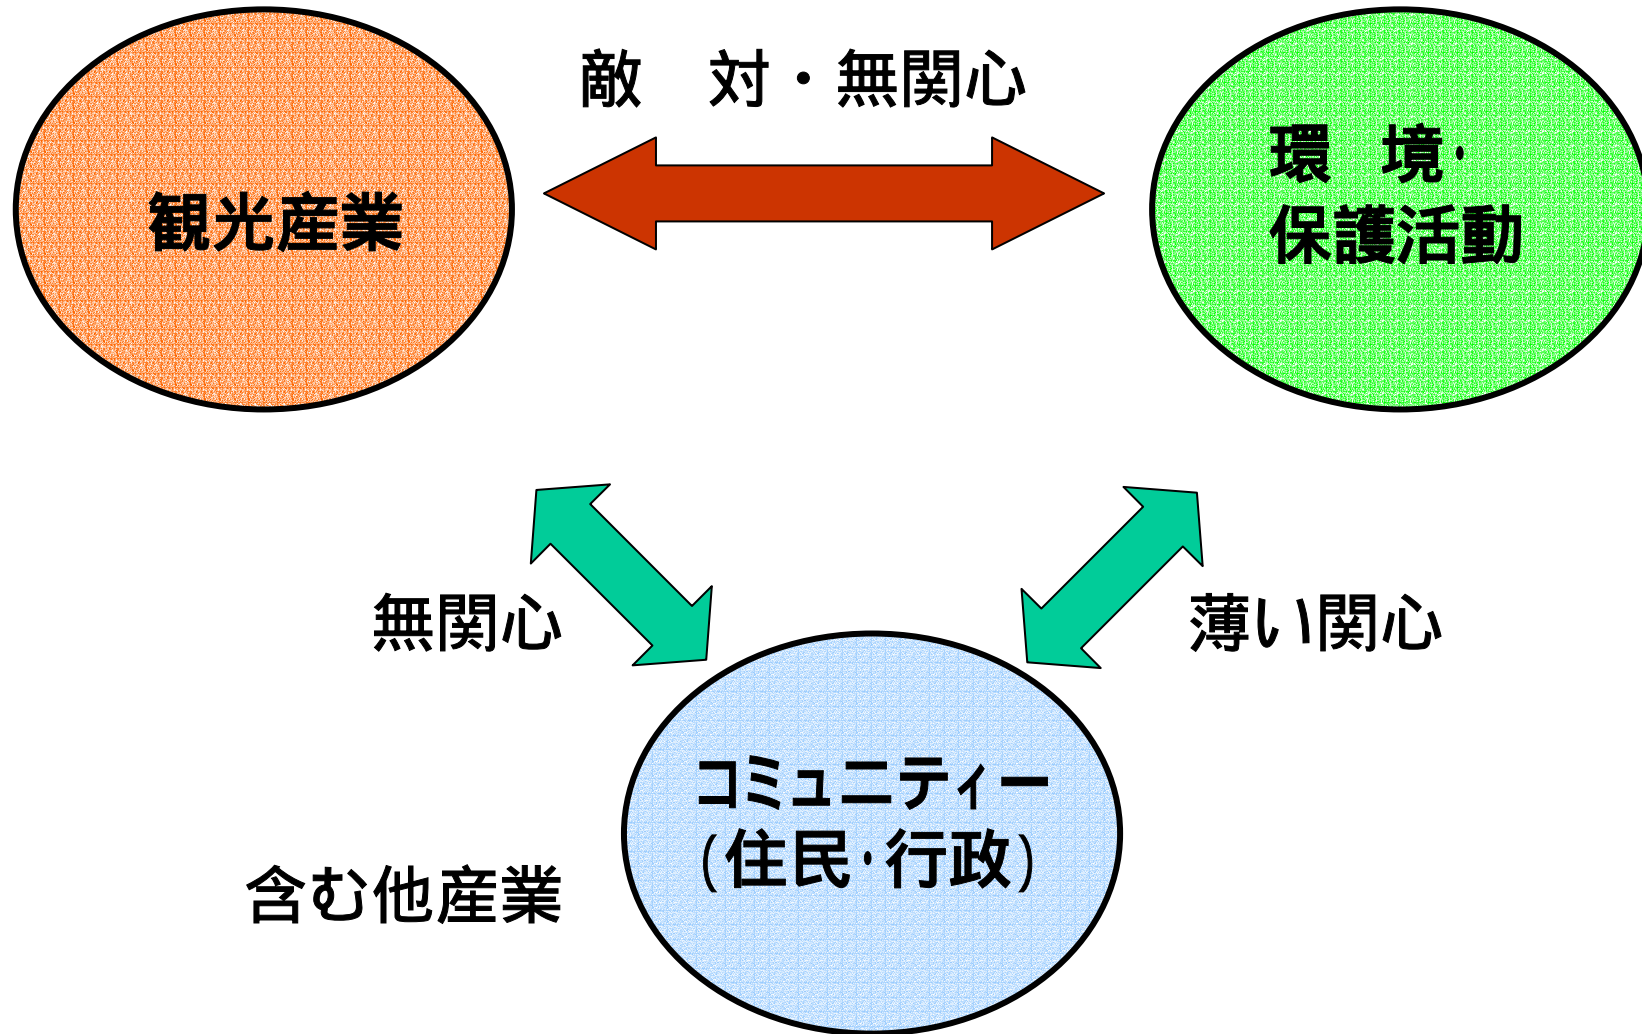 敵　対・無関心
観光産業
環　境・
保護活動
無関心
薄い関心
コミュニティー
(住民・行政)
含む他産業